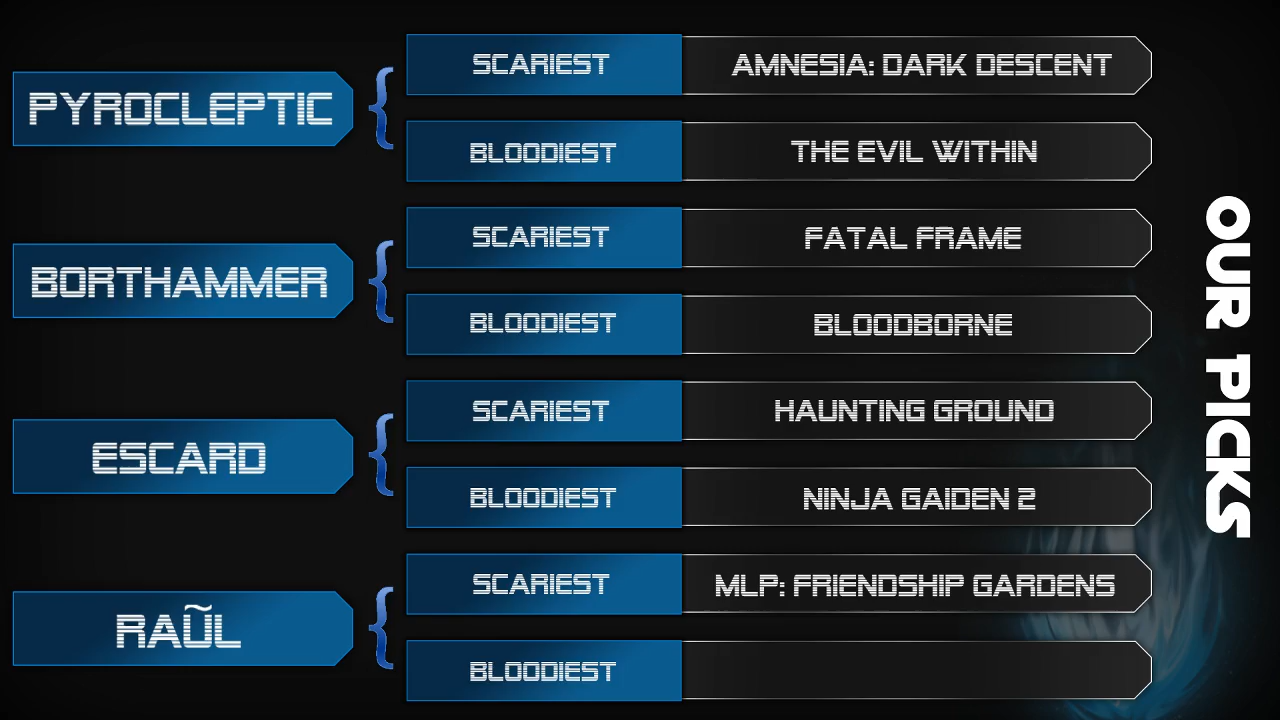 PYROCLEPTIC
SCARIEST AMNESIA: DARK DESCENT
BLOODIEST THE EVIL WITHIN
BORTHAMMER
SCARIEST FATAL FRAME
BLOODIEST BLOODBORNE
ESCARD
SCARIEST HAUNTING GROUND
BLOODIEST NINJA GAIDEN 2
RAŨL
SCARIEST MLP: FRIENDSHIP GARDENS
BLOODIEST
OUR PICKS